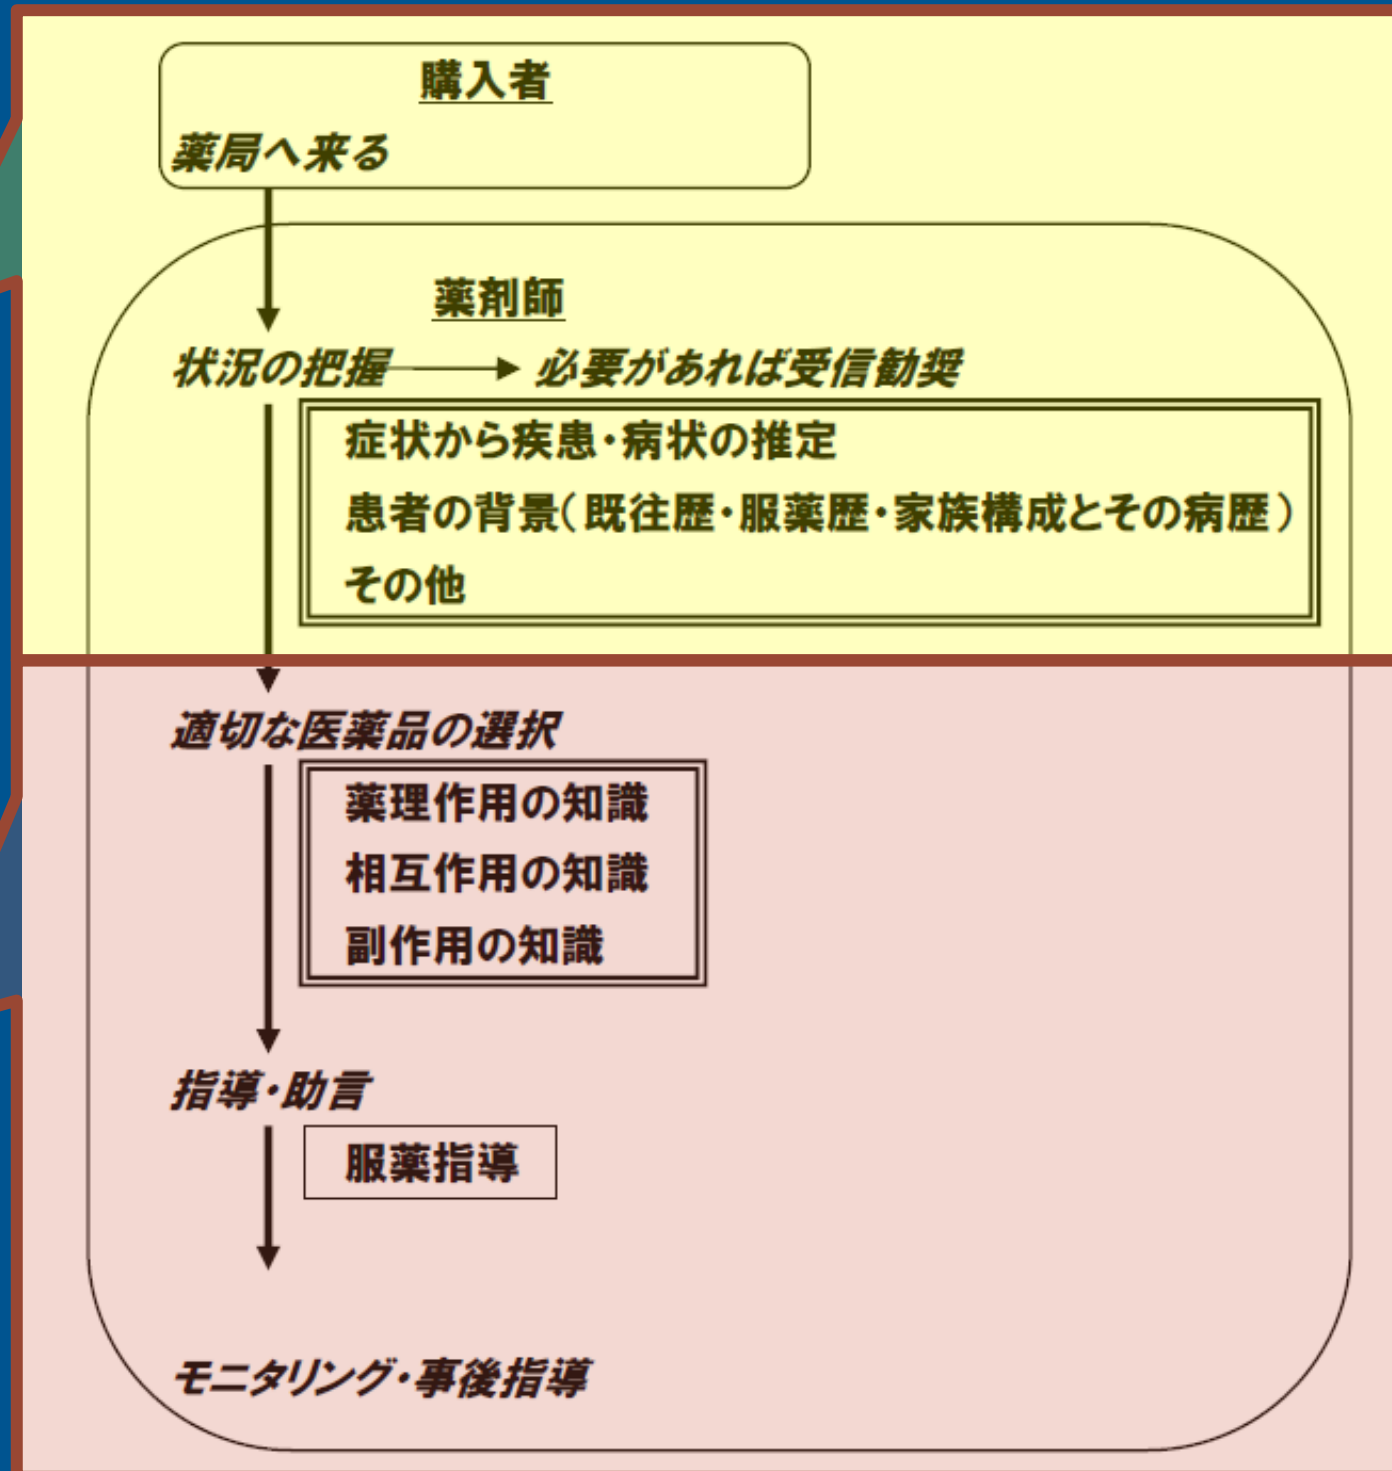 購入者
薬局へ来る
薬剤師
状況の把握 必要があれば受信勧奨
症状から疾患・病状の推定
患者の背景(既往歴・服薬歴・家族構成とその病歴)
その他
適切な医薬品の選択
薬理作用の知識
相互作用の知識
副作用の知識
指導・助言
服薬指導
モニタリング・事後指導